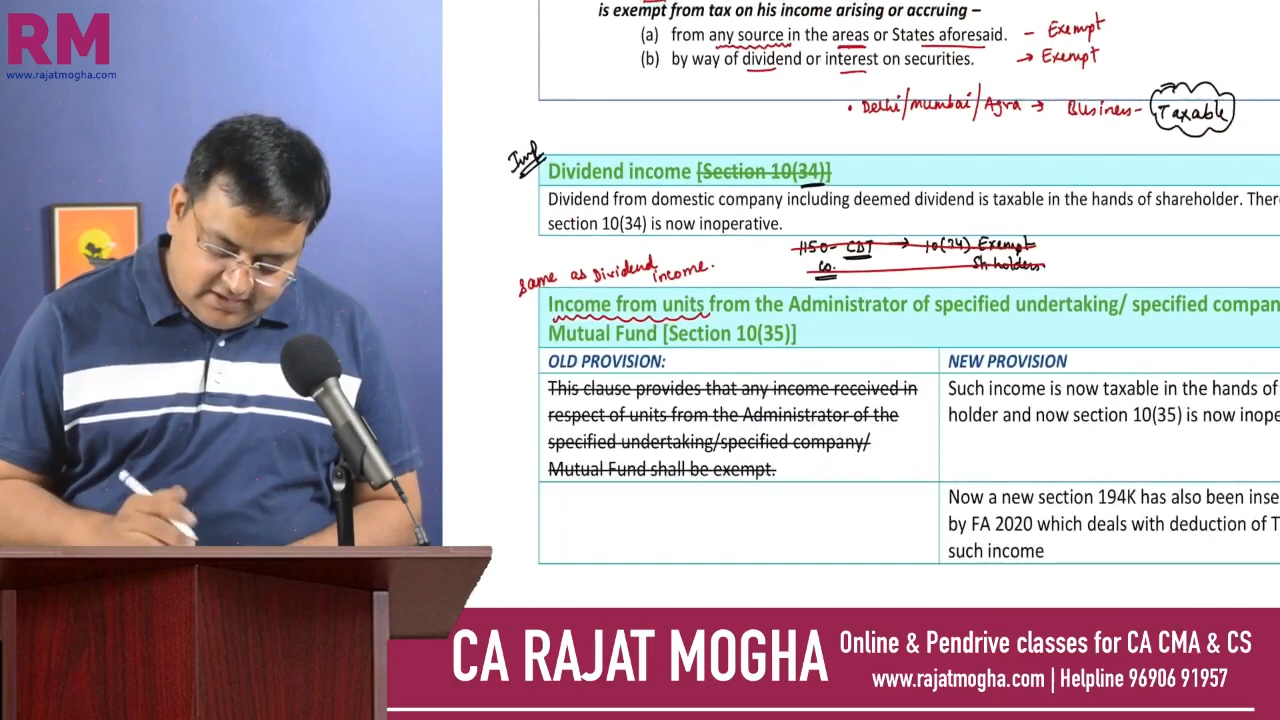 RM
www.rajatmogha.com
is exempt from tax on his income arising or accruing –
(a) from any source in the areas or States aforesaid. – Exempt
(b) by way of dividend or interest on securities. → Exempt
• Delhi/Mumbai/Agra → Business – Taxable
Imp
Dividend income [Section 10(34)]
Dividend from domestic company including deemed dividend is taxable in the hands of shareholder. There
section 10(34) is now inoperative.
115O – CDT → 10(34) Exempt
Co. Sh holders
Same as Dividend income.
Income from units from the Administrator of specified undertaking/ specified compan
Mutual Fund [Section 10(35)]
OLD PROVISION:
NEW PROVISION
This clause provides that any income received in
respect of units from the Administrator of the
specified undertaking/specified company/
Mutual Fund shall be exempt.
Such income is now taxable in the hands of
holder and now section 10(35) is now inope
Now a new section 194K has also been inse
by FA 2020 which deals with deduction of T
such income
CA RAJAT MOGHA
Online & Pendrive classes for CA CMA & CS
www.rajatmogha.com | Helpline 96906 91957